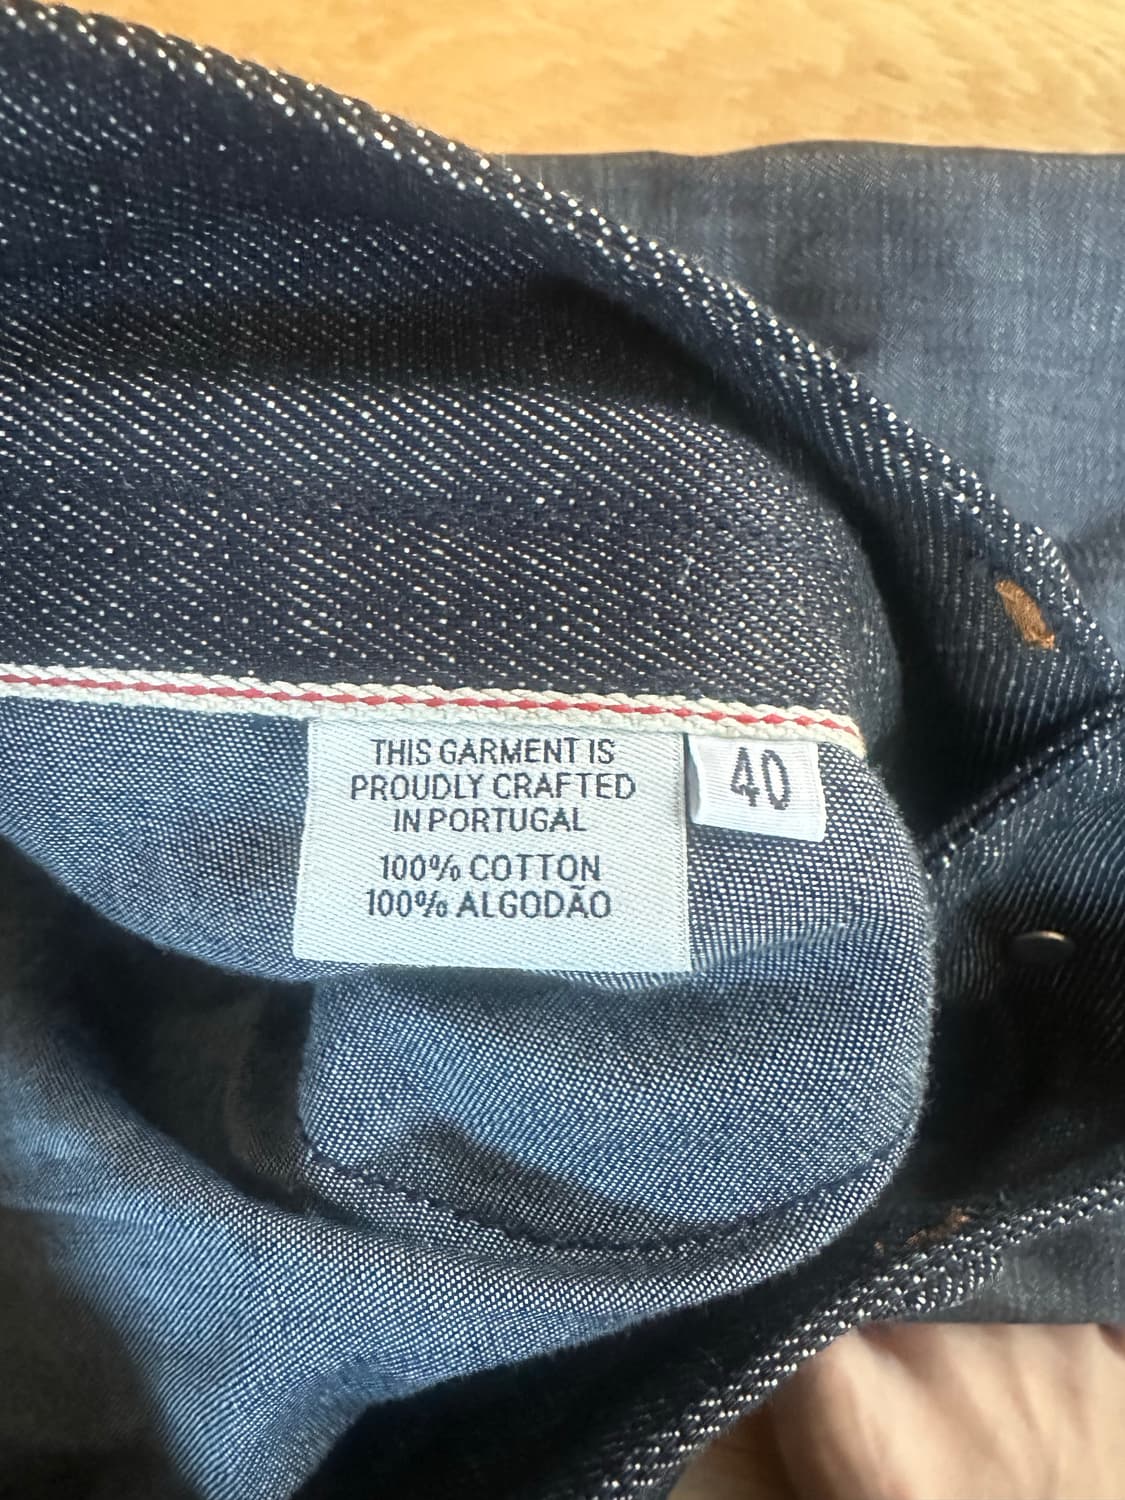 THIS GARMENT IS
PROUDLY CRAFTED
IN PORTUGAL
100% COTTON
100% ALGODÃO
40